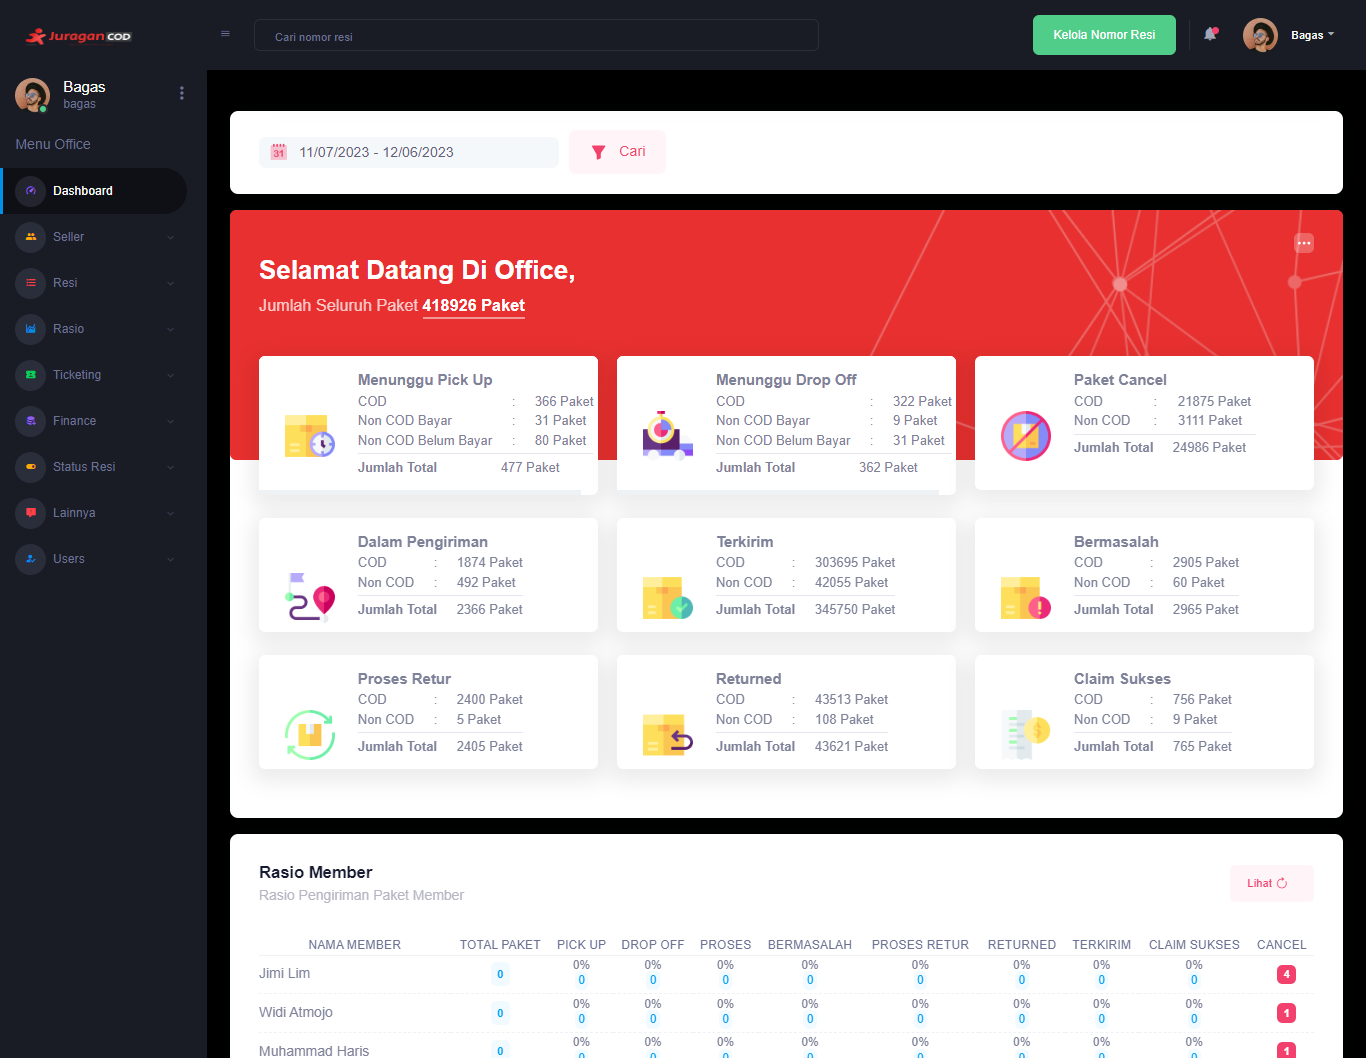 Juragan COD
Cari nomor resi
Kelola Nomor Resi
Bagas
Bagas
bagas
Menu Office
Dashboard
Seller
Resi
Rasio
Ticketing
Finance
Status Resi
Lainnya
Users
31
11/07/2023 - 12/06/2023
Cari
Selamat Datang Di Office,
Jumlah Seluruh Paket 418926 Paket
Menunggu Pick Up
COD : 366 Paket
Non COD Bayar : 31 Paket
Non COD Belum Bayar : 80 Paket
Jumlah Total 477 Paket
Menunggu Drop Off
COD : 322 Paket
Non COD Bayar : 9 Paket
Non COD Belum Bayar : 31 Paket
Jumlah Total 362 Paket
Paket Cancel
COD : 21875 Paket
Non COD : 3111 Paket
Jumlah Total 24986 Paket
Dalam Pengiriman
COD : 1874 Paket
Non COD : 492 Paket
Jumlah Total 2366 Paket
Terkirim
COD : 303695 Paket
Non COD : 42055 Paket
Jumlah Total 345750 Paket
Bermasalah
COD : 2905 Paket
Non COD : 60 Paket
Jumlah Total 2965 Paket
Proses Retur
COD : 2400 Paket
Non COD : 5 Paket
Jumlah Total 2405 Paket
Returned
COD : 43513 Paket
Non COD : 108 Paket
Jumlah Total 43621 Paket
Claim Sukses
COD : 756 Paket
Non COD : 9 Paket
Jumlah Total 765 Paket
Rasio Member
Rasio Pengiriman Paket Member
Lihat
NAMA MEMBER TOTAL PAKET PICK UP DROP OFF PROSES BERMASALAH PROSES RETUR RETURNED TERKIRIM CLAIM SUKSES CANCEL
0% 0% 0% 0% 0% 0% 0% 0%
Jimi Lim 0 0 0 0 0 0 0 0 0 4
0% 0% 0% 0% 0% 0% 0% 0%
Widi Atmojo 0 0 0 0 0 0 0 0 0 1
0% 0% 0% 0% 0% 0% 0% 0%
Muhammad Haris 0 0 0 0 0 0 0 0 0 1